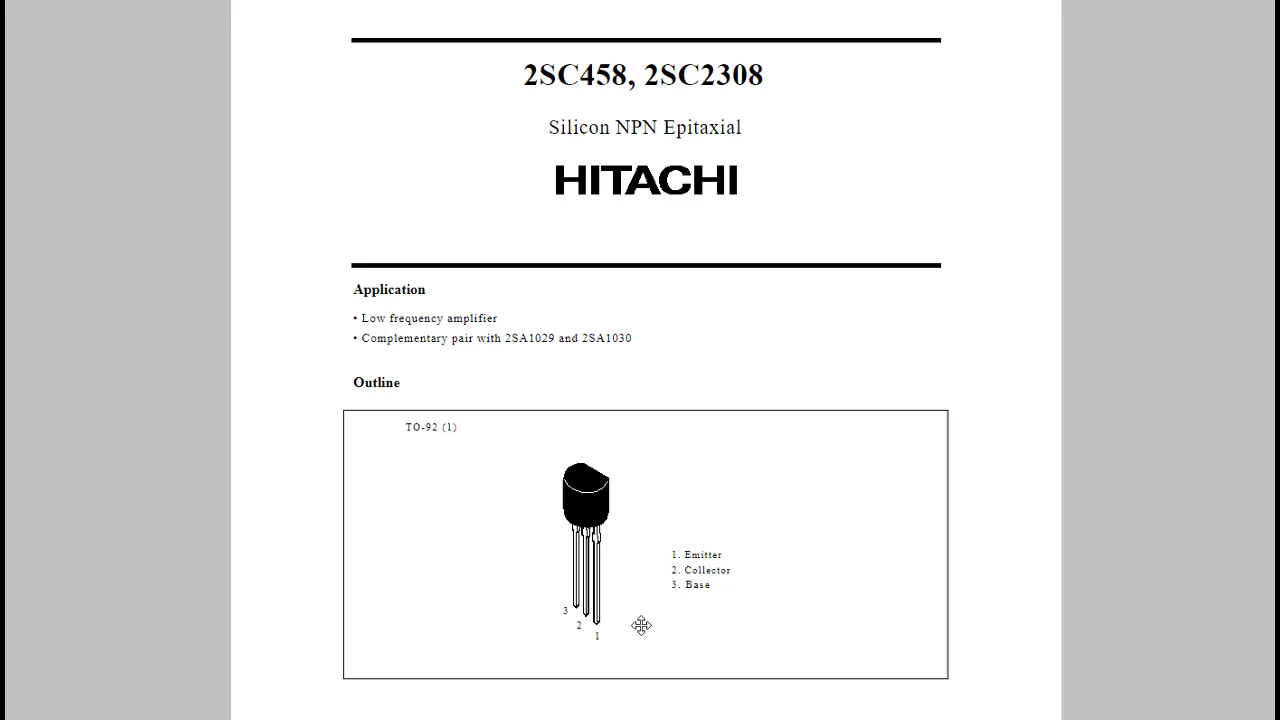 2SC458, 2SC2308
Silicon NPN Epitaxial
HITACHI
Application
• Low frequency amplifier
• Complementary pair with 2SA1029 and 2SA1030
Outline
TO-92 (1)
1. Emitter
2. Collector
3. Base
3
2
1